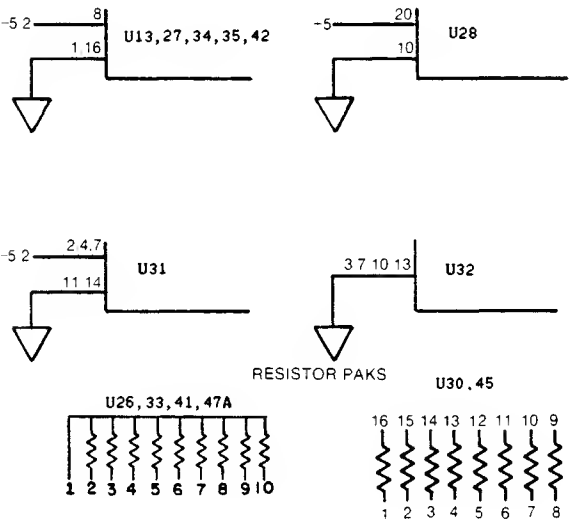 8
-5 2
U13,27,34,35,42
1,16
20
+5
U28
10
2,4,7
-5 2
U31
11 14
3 7 10 13
U32
RESISTOR PAKS
U26,33,41,47A
1 2 3 4 5 6 7 8 9 10
U30,45
16 15 14 13 12 11 10 9
1 2 3 4 5 6 7 8